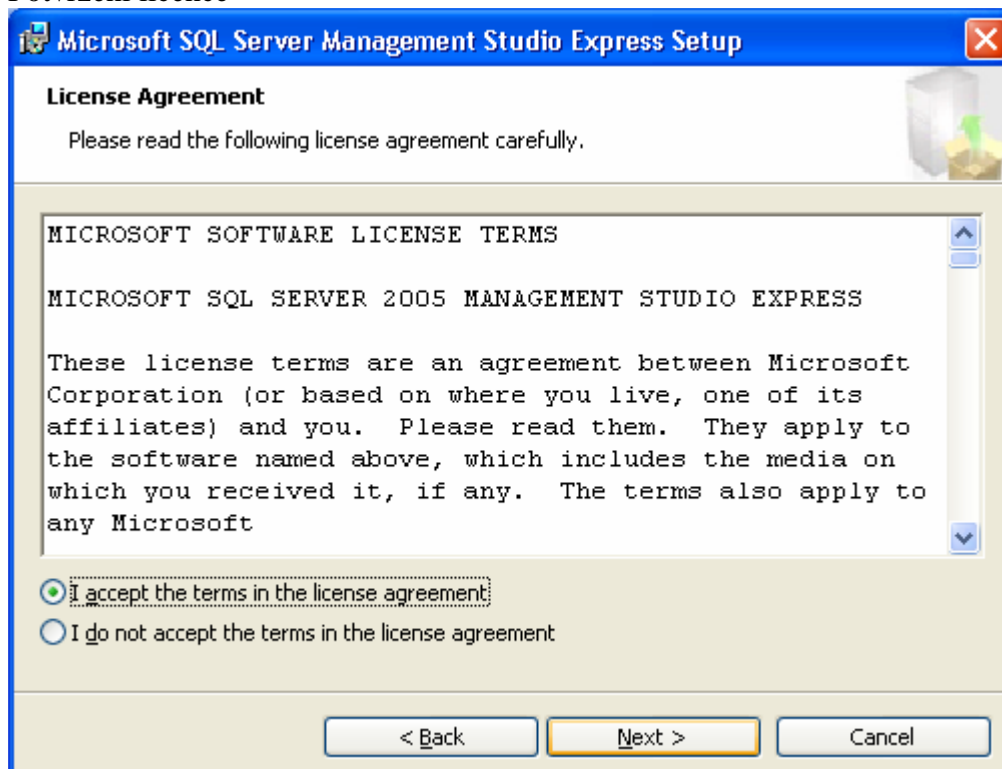 Microsoft SQL Server Management Studio Express Setup
License Agreement
Please read the following license agreement carefully.
MICROSOFT SOFTWARE LICENSE TERMS
MICROSOFT SQL SERVER 2005 MANAGEMENT STUDIO EXPRESS
These license terms are an agreement between Microsoft
Corporation (or based on where you live, one of its
affiliates) and you.  Please read them.  They apply to
the software named above, which includes the media on
which you received it, if any.  The terms also apply to
any Microsoft
I accept the terms in the license agreement
I do not accept the terms in the license agreement
< Back
Next >
Cancel